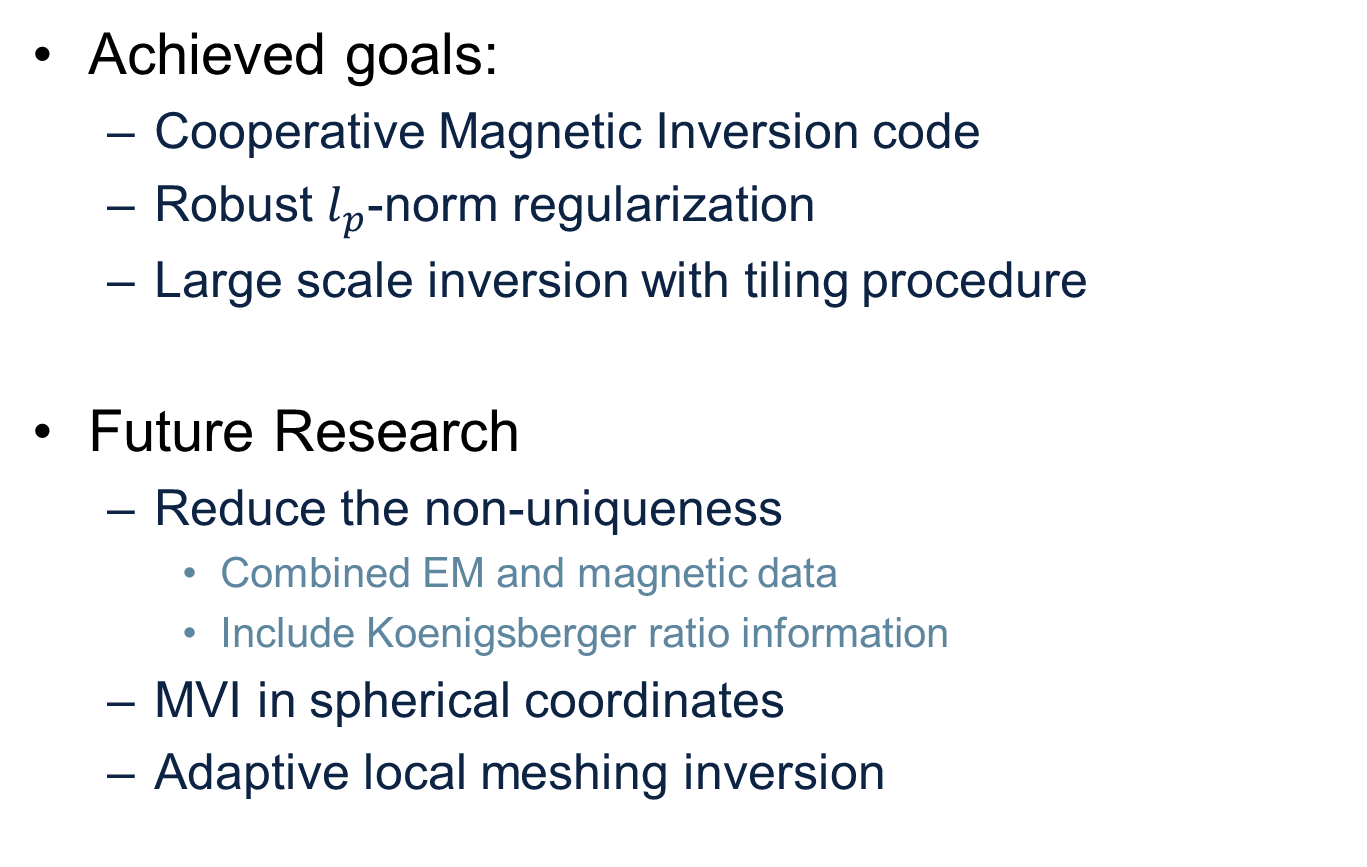 • Achieved goals:
– Cooperative Magnetic Inversion code
– Robust lₚ-norm regularization
– Large scale inversion with tiling procedure
• Future Research
– Reduce the non-uniqueness
• Combined EM and magnetic data
• Include Koenigsberger ratio information
– MVI in spherical coordinates
– Adaptive local meshing inversion